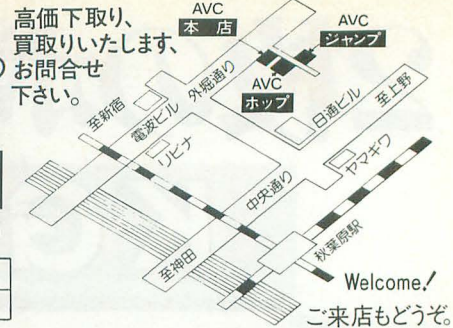 高価下取り、
買取りいたします、
お問合せ
下さい。
AVC
本店
AVC
ジャンプ
AVC
ホップ
外堀通り
至新宿
電波ビル
リビナ
日通ビル
至上野
ヤマギワ
中央通り
秋葉原駅
至神田
Welcome!
ご来店もどうぞ。